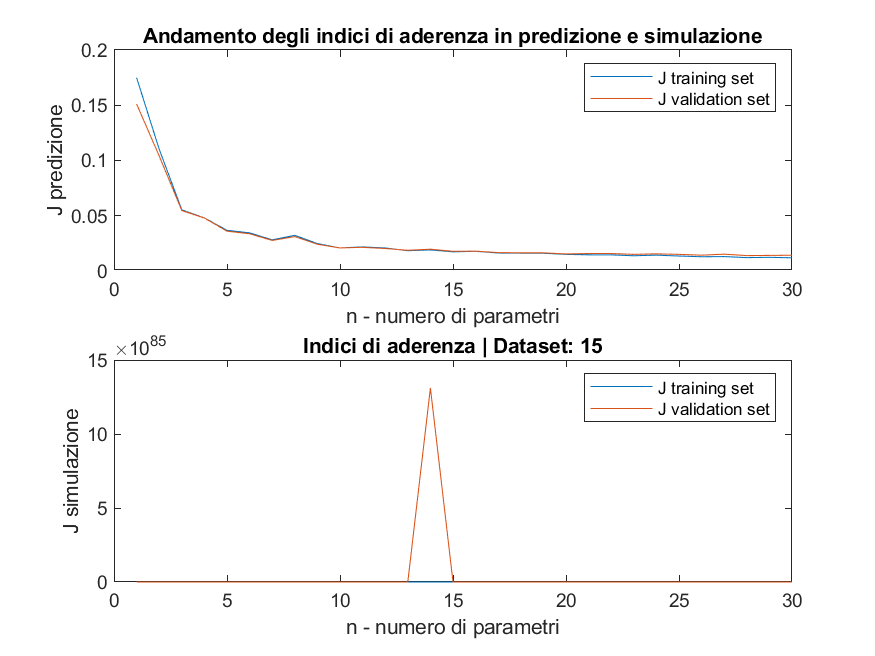 Andamento degli indici di aderenza in predizione e simulazione
0.2
0.15
0.1
0.05
0
J predizione
J training set
J validation set
0 5 10 15 20 25 30
n - numero di parametri
×10^85
Indici di aderenza | Dataset: 15
15
10
5
0
J simulazione
J training set
J validation set
0 5 10 15 20 25 30
n - numero di parametri